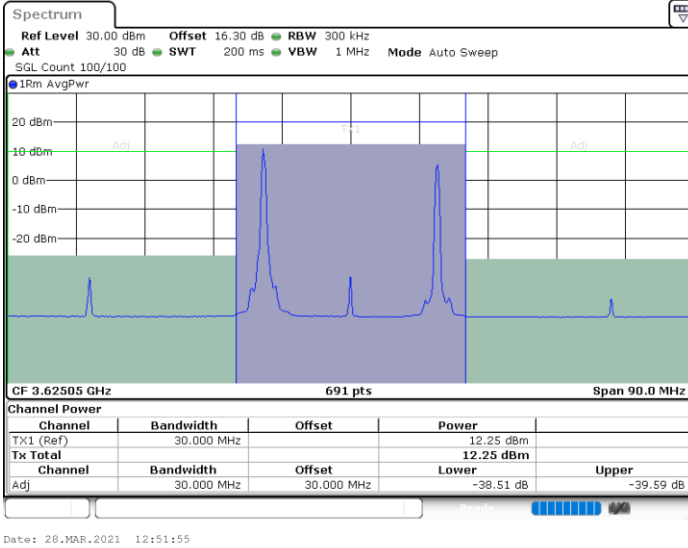 Spectrum
Ref Level 30.00 dBm Offset 16.30 dB RBW 300 kHz
Att 30 dB SWT 200 ms VBW 1 MHz Mode Auto Sweep
SGL Count 100/100
1Rm AvgPwr
20 dBm
TX1
10 dBm Adj Adj
0 dBm
-10 dBm
-20 dBm
CF 3.62505 GHz 691 pts Span 90.0 MHz
Channel Power
Channel Bandwidth Offset Power
TX1 (Ref) 30.000 MHz 12.25 dBm
Tx Total 12.25 dBm
Channel Bandwidth Offset Lower Upper
Adj 30.000 MHz 30.000 MHz -38.51 dB -39.59 dB
Ready
Date: 28.MAR.2021 12:51:55